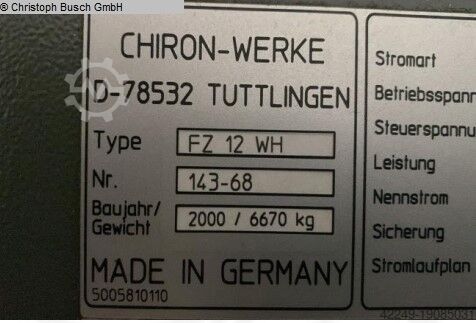 © Christoph Busch GmbH
CHIRON-WERKE
D-78532 TUTTLINGEN
Type FZ 12 WH
Nr. 143-68
Baujahr/
Gewicht 2000 / 6670 kg
MADE IN GERMANY
5005810110
Stromart
Betriebsspann
Steuerspannu
Leistung
Nennstrom
Sicherung
Stromlaufplan